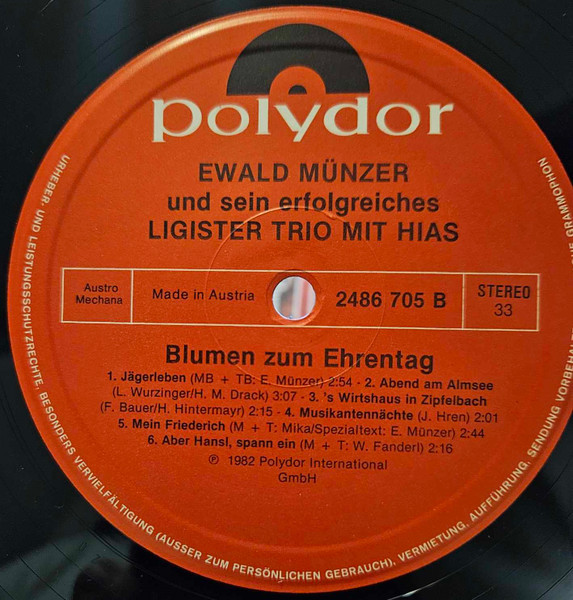 polydor
EWALD MÜNZER
und sein erfolgreiches
LIGISTER TRIO MIT HIAS
Austro
Mechana
Made in Austria
2486 705 B
STEREO
33
Blumen zum Ehrentag
1. Jägerleben (MB + TB: E. Münzer) 2:54 - 2. Abend am Almsee
(L. Wurzinger/H. M. Drack) 3:07 - 3. 's Wirtshaus in Zipfelbach
(F. Bauer/H. Hintermayr) 2:15 - 4. Musikantennächte (J. Hren) 2:01
5. Mein Friederich (M + T: Mika/Spezialtext: E. Münzer) 2:44
6. Aber Hansl, spann ein (M + T: W. Fanderl) 2:16
Ⓟ 1982 Polydor International
GmbH
URHEBER- UND LEISTUNGSSCHUTZRECHTE, BESONDERS VERVIELFÄLTIGUNG (AUSSER ZUM PERSÖNLICHEN GEBRAUCH), VERMIETUNG, AUFFÜHRUNG, SENDUNG VORBEHALTEN
GRAMMOPHON